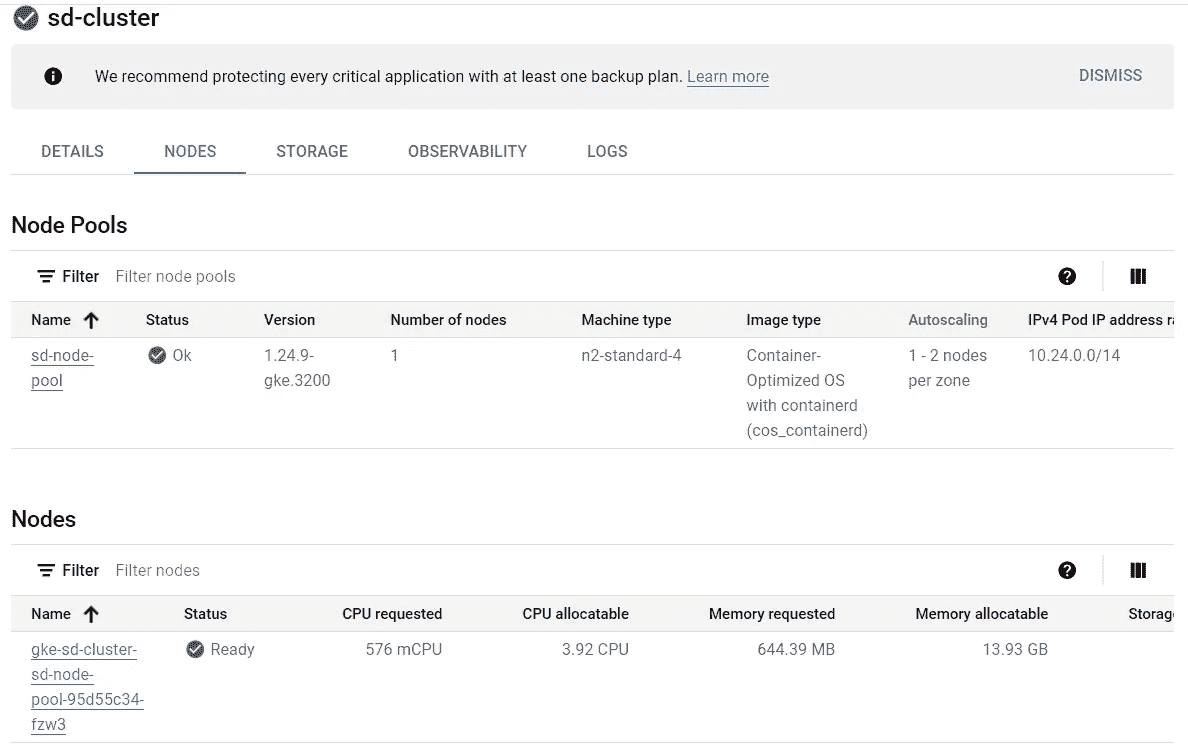 sd-cluster
We recommend protecting every critical application with at least one backup plan. Learn more DISMISS
DETAILS NODES STORAGE OBSERVABILITY LOGS
Node Pools
Filter Filter node pools
Name Status Version Number of nodes Machine type Image type Autoscaling IPv4 Pod IP address ra
sd-node- Ok 1.24.9- 1 n2-standard-4 Container- 1 - 2 nodes 10.24.0.0/14
pool gke.3200 Optimized OS per zone
with containerd
(cos_containerd)
Nodes
Filter Filter nodes
Name Status CPU requested CPU allocatable Memory requested Memory allocatable Storag
gke-sd-cluster- Ready 576 mCPU 3.92 CPU 644.39 MB 13.93 GB
sd-node-
pool-95d55c34-
fzw3